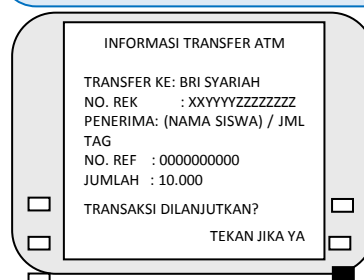 INFORMASI TRANSFER ATM
TRANSFER KE: BRI SYARIAH
NO. REK : XXYYYYZZZZZZZZ
PENERIMA: (NAMA SISWA) / JML
TAG
NO. REF : 0000000000
JUMLAH : 10.000
TRANSAKSI DILANJUTKAN?
TEKAN JIKA YA